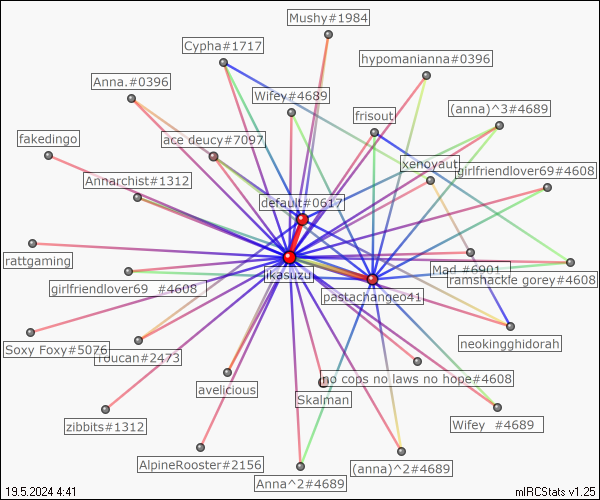 Mushy#1984
Cypha#1717
hypomanianna#0396
Anna.#0396
Wifey#4689
frisout
(anna)^3#4689
fakedingo
ace deucy#7097
xenoyaut
girlfriendlover69#4608
Annarchist#1312
default#0617
rattgaming
ikasuzu
Mad #6901
ramshackle gorey#4608
girlfriendlover69 #4608
pastachangeo41
Soxy Foxy#5076
Toucan#2473
neokingghidorah
avelicious
no cops no laws no hope#4608
Skalman
zibbits#1312
Wifey #4689
AlpineRooster#2156
(anna)^2#4689
Anna^2#4689
19.5.2024 4:41
mIRCStats v1.25